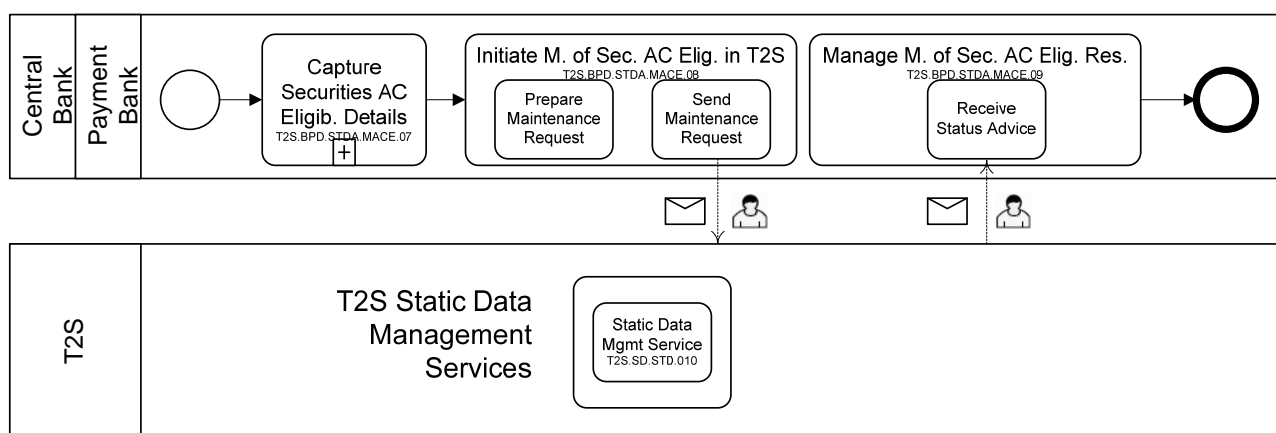 Central
Bank
Payment
Bank
Capture
Securities AC
Eligib. Details
T2S.BPD.STDA.MACE.07
+
Initiate M. of Sec. AC Elig. in T2S
T2S.BPD.STDA.MACE.08
Prepare
Maintenance
Request
Send
Maintenance
Request
Manage M. of Sec. AC Elig. Res.
T2S.BPD.STDA.MACE.09
Receive
Status Advice
T2S
T2S Static Data
Management
Services
Static Data
Mgmt Service
T2S.SD.STD.010